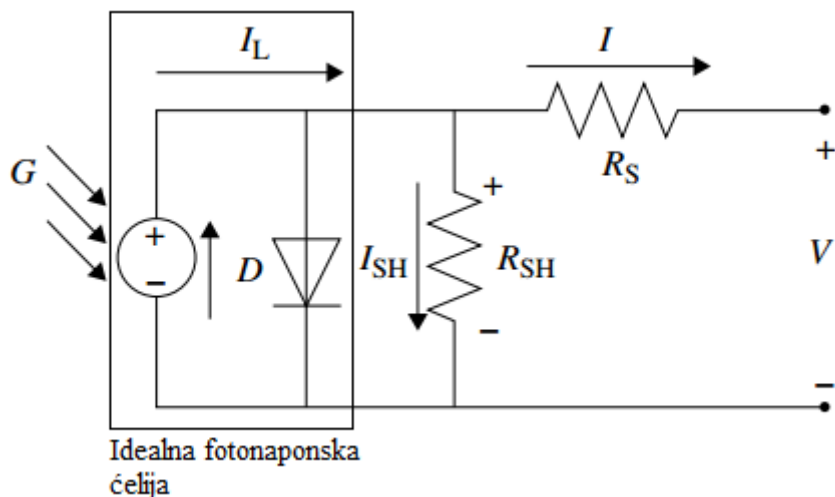 I_L
I
G
+
−
D
I_SH
+
R_SH
−
R_S
+
V
−
Idealna fotonaponska
ćelija